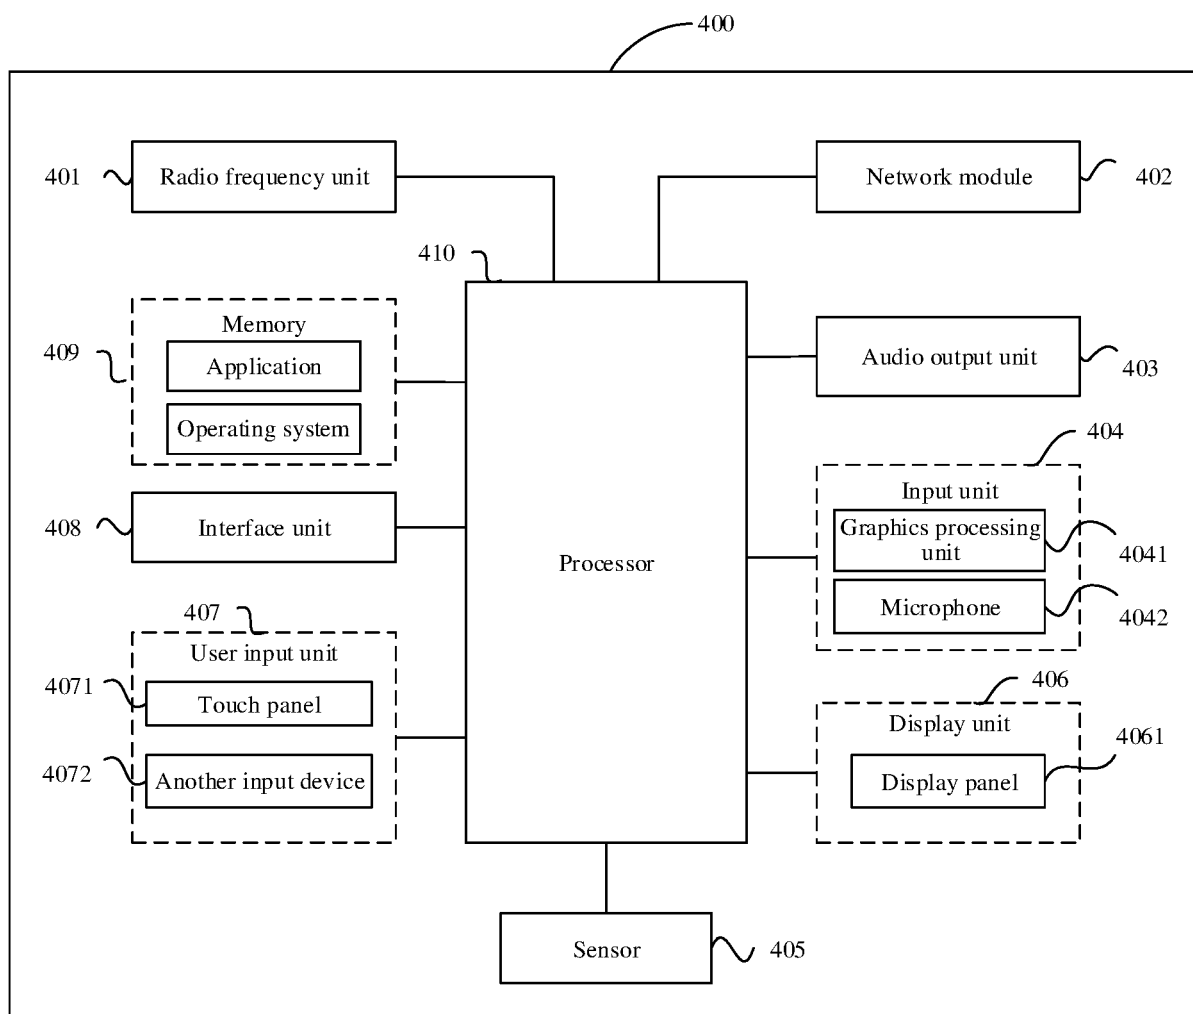 400
401
Radio frequency unit
Network module
402
410
409
Memory
Application
Operating system
Audio output unit
403
404
408
Interface unit
Input unit
Graphics processing
unit
4041
Processor
Microphone
4042
407
User input unit
4071
Touch panel
4072
Another input device
406
Display unit
4061
Display panel
Sensor
405